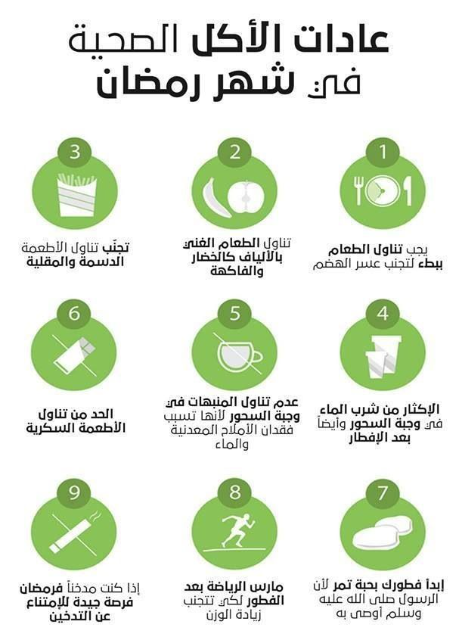 عادات الأكل الصحية
في شهر رمضان
1
يجب تناول الطعام
ببطء لتجنب عسر الهضم
2
تناول الطعام الغني
بالألياف كالخضار
والفاكهة
3
تجنّب تناول الأطعمة
الدسمة والمقلية
4
الإكثار من شرب الماء
في وجبة السحور وأيضاً
بعد الإفطار
5
عدم تناول المنبهات في
وجبة السحور لأنها تسبب
فقدان الأملاح المعدنية
والماء
6
الحد من تناول
الأطعمة السكرية
7
إبدأ فطورك بحبة تمر لأن
الرسول صلى الله عليه
وسلم أوصى به
8
مارس الرياضة بعد
الفطور لكي تتجنب
زيادة الوزن
9
إذا كنت مدخناً فرمضان
فرصة جيدة للإمتناع
عن التدخين